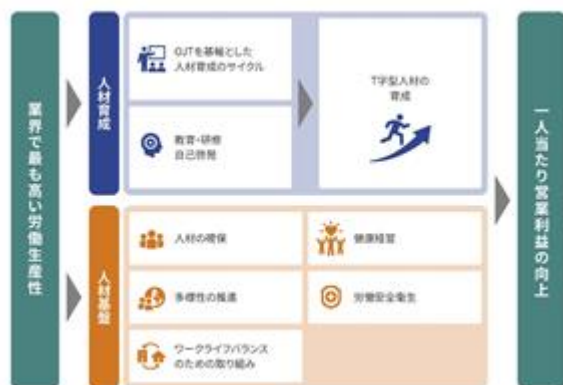 業界で最も高い労働生産性
人材育成
OJTを基軸とした
人材育成のサイクル
教育・研修
自己啓発
T字型人材の
育成
人材基盤
人材の確保
健康経営
多様性の推進
労働安全衛生
ワークライフバランス
のための取り組み
一人当たり営業利益の向上